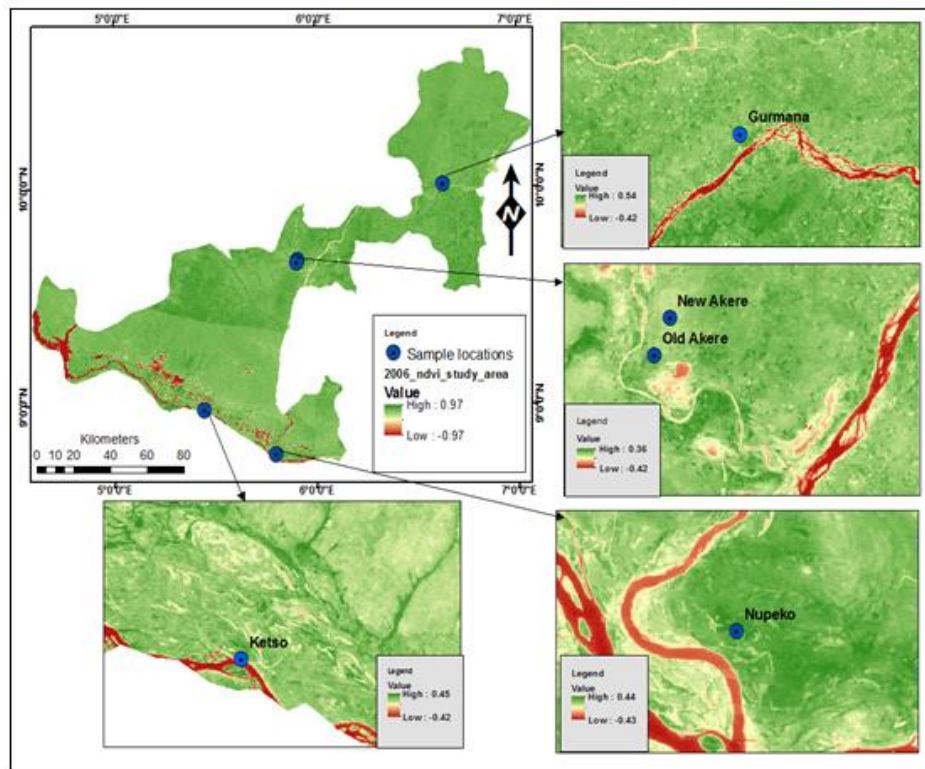 5°0'0"E
6°0'0"E
7°0'0"E
10°0'0"N
10°0'0"N
9°0'0"N
9°0'0"N
N
Legend
Sample locations
2006_ndvi_study_area
Value
High : 0.97
Low : -0.97
Kilometers
0 10 20 40 60 80
5°0'0"E
6°0'0"E
7°0'0"E
Gurmana
Legend
Value
High : 0.54
Low : -0.42
New Akere
Old Akere
Legend
Value
High : 0.36
Low : -0.42
Ketso
Legend
Value
High : 0.45
Low : -0.42
Nupeko
Legend
Value
High : 0.44
Low : -0.43